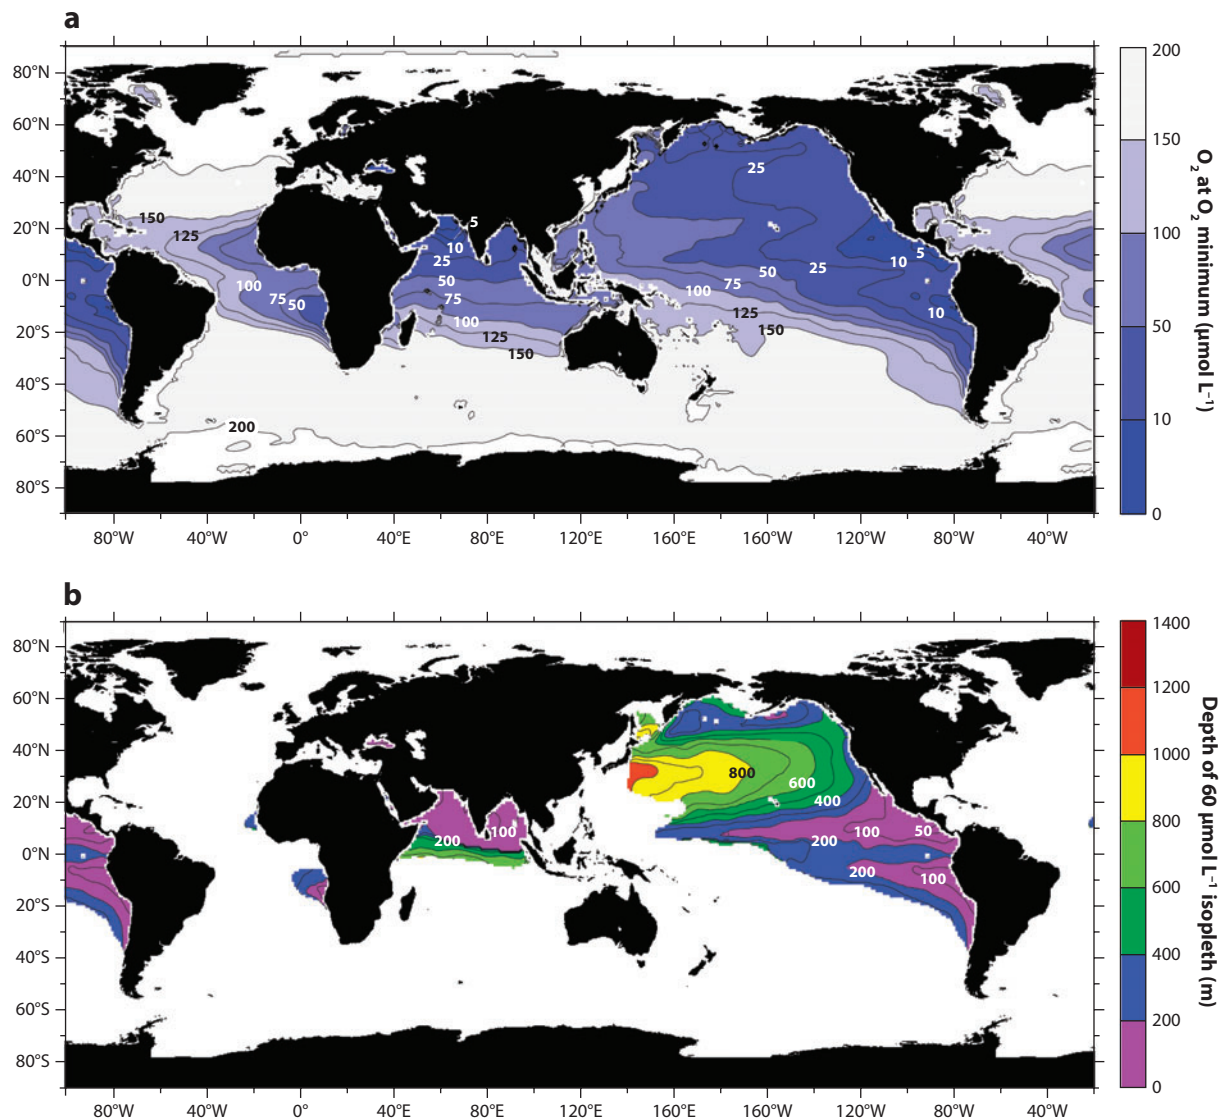 a
80°N
60°N
40°N
20°N
0°N
20°S
40°S
60°S
80°S
150
125
100
75
50
5
10
25
50
75
100
125
150
200
25
50
25
75
100
125
150
10
5
10
80°W
40°W
0°
40°E
80°E
120°E
160°E
160°W
120°W
80°W
40°W
200
150
100
50
10
0
O2 at O2 minimum (μmol L−1)
b
80°N
60°N
40°N
20°N
0°N
20°S
40°S
60°S
80°S
200
100
800
600
400
200
100
50
200
100
80°W
40°W
0°
40°E
80°E
120°E
160°E
160°W
120°W
80°W
40°W
1400
1200
1000
800
600
400
200
0
Depth of 60 μmol L−1 isopleth (m)